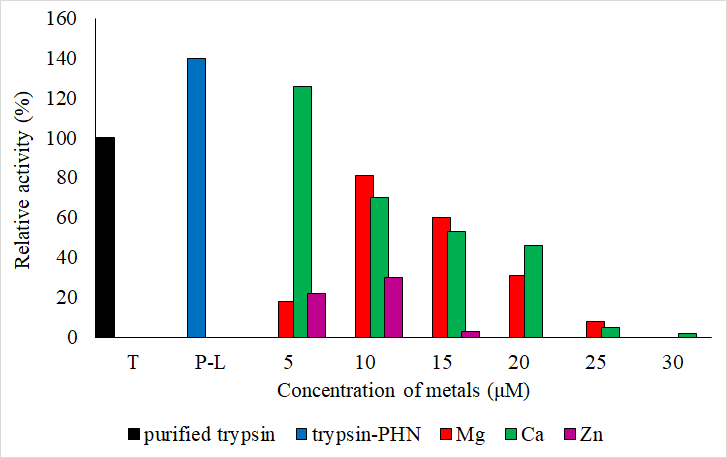 160
140
120
100
80
60
40
20
0
Relative activity (%)
T P-L 5 10 15 20 25 30
Concentration of metals (μM)
purified trypsin trypsin-PHN Mg Ca Zn